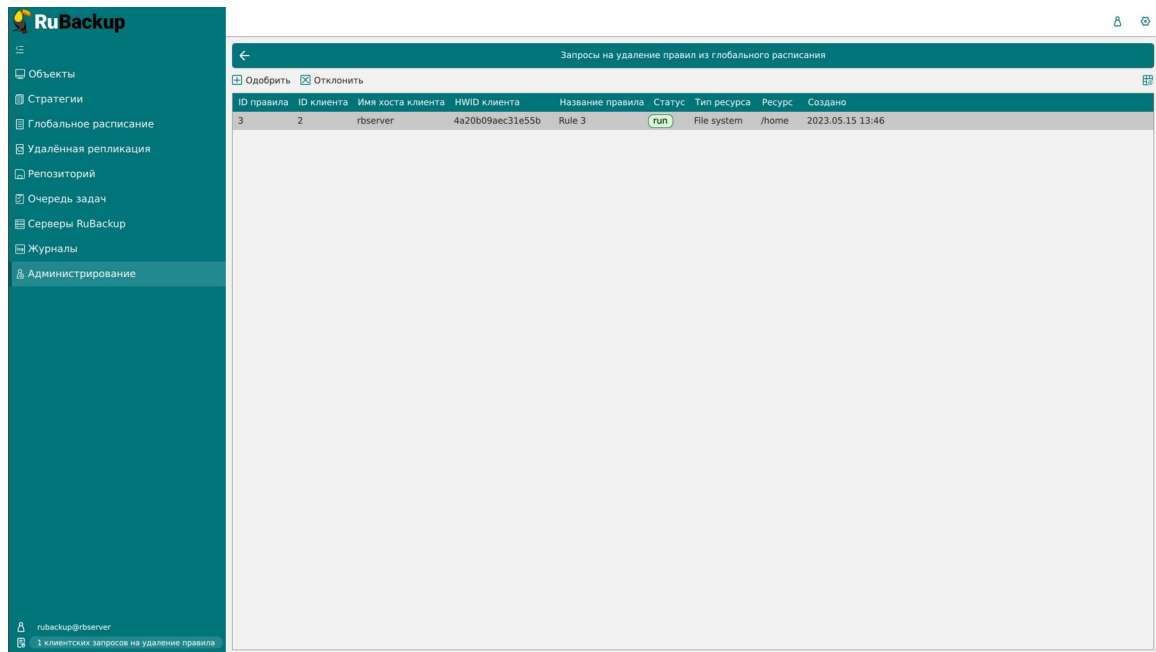 RuBackup
Объекты
Стратегии
Глобальное расписание
Удалённая репликация
Репозиторий
Очередь задач
Серверы RuBackup
Журналы
Администрирование
rubackup@rbserver
1 клиентских запросов на удаление правила
Запросы на удаление правил из глобального расписания
Одобрить Отклонить
ID правила ID клиента Имя хоста клиента HWID клиента Название правила Статус Тип ресурса Ресурс Создано
3 2 rbserver 4a20b09aec31e55b Rule 3 run File system /home 2023.05.15 13:46